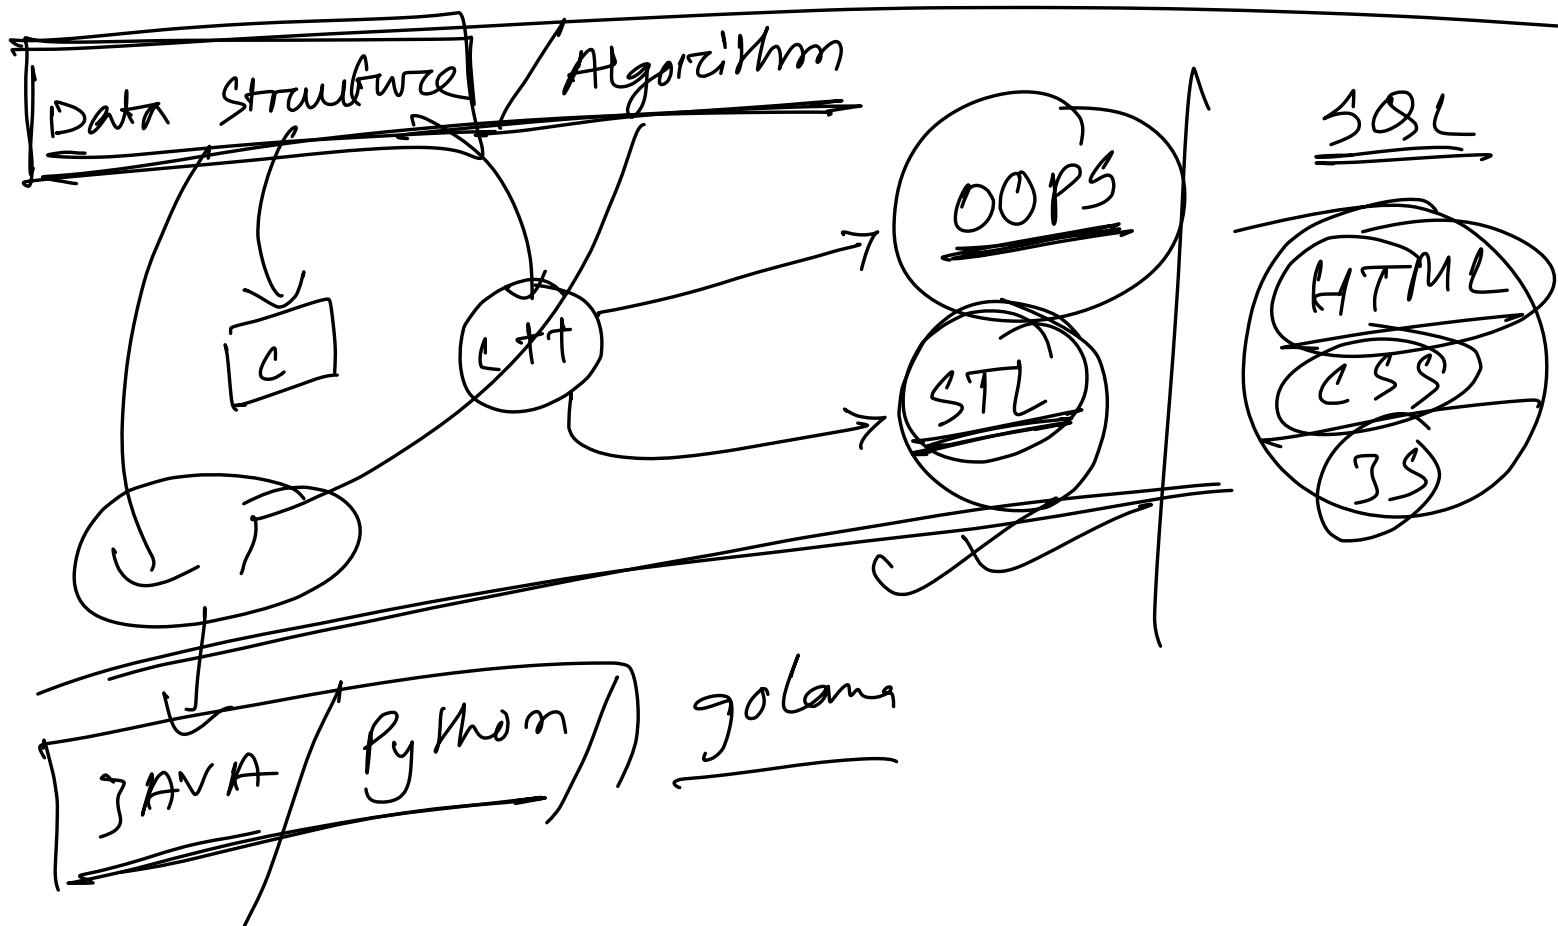 Data Structure / Algorithm
SQL
OOPS
HTML
C
C++
STL
CSS
JS
JAVA / Python / golang